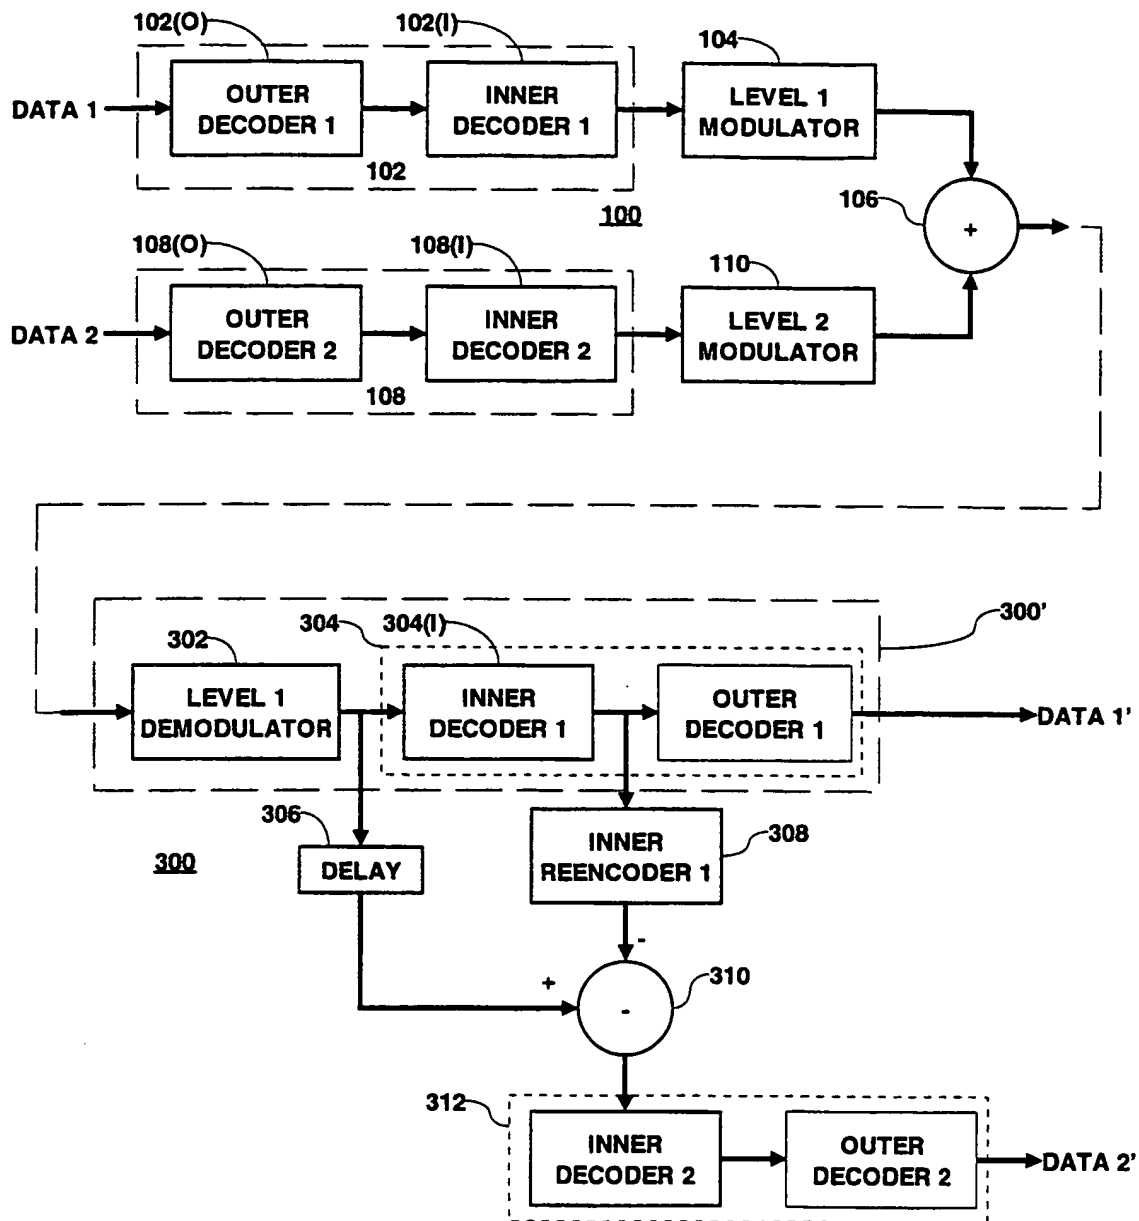 102(O)
102(I)
104
DATA 1
OUTER
DECODER 1
INNER
DECODER 1
LEVEL 1
MODULATOR
102
100
106
+
108(O)
108(I)
110
DATA 2
OUTER
DECODER 2
INNER
DECODER 2
LEVEL 2
MODULATOR
108
300'
302
304
304(I)
LEVEL 1
DEMODULATOR
INNER
DECODER 1
OUTER
DECODER 1
DATA 1'
306
300
DELAY
INNER
REENCODER 1
308
-
+
310
-
312
INNER
DECODER 2
OUTER
DECODER 2
DATA 2'